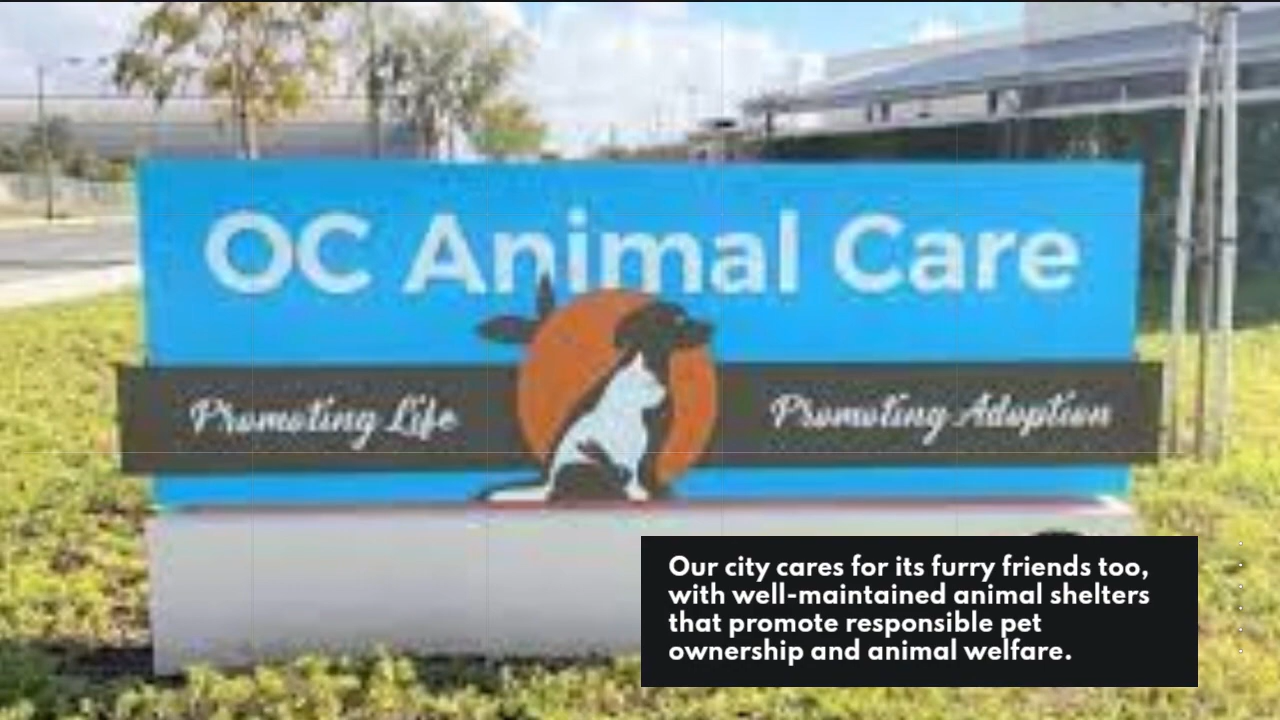 OC Animal Care
Promoting Life
Promoting Adoption
Our city cares for its furry friends too,
with well-maintained animal shelters
that promote responsible pet
ownership and animal welfare.